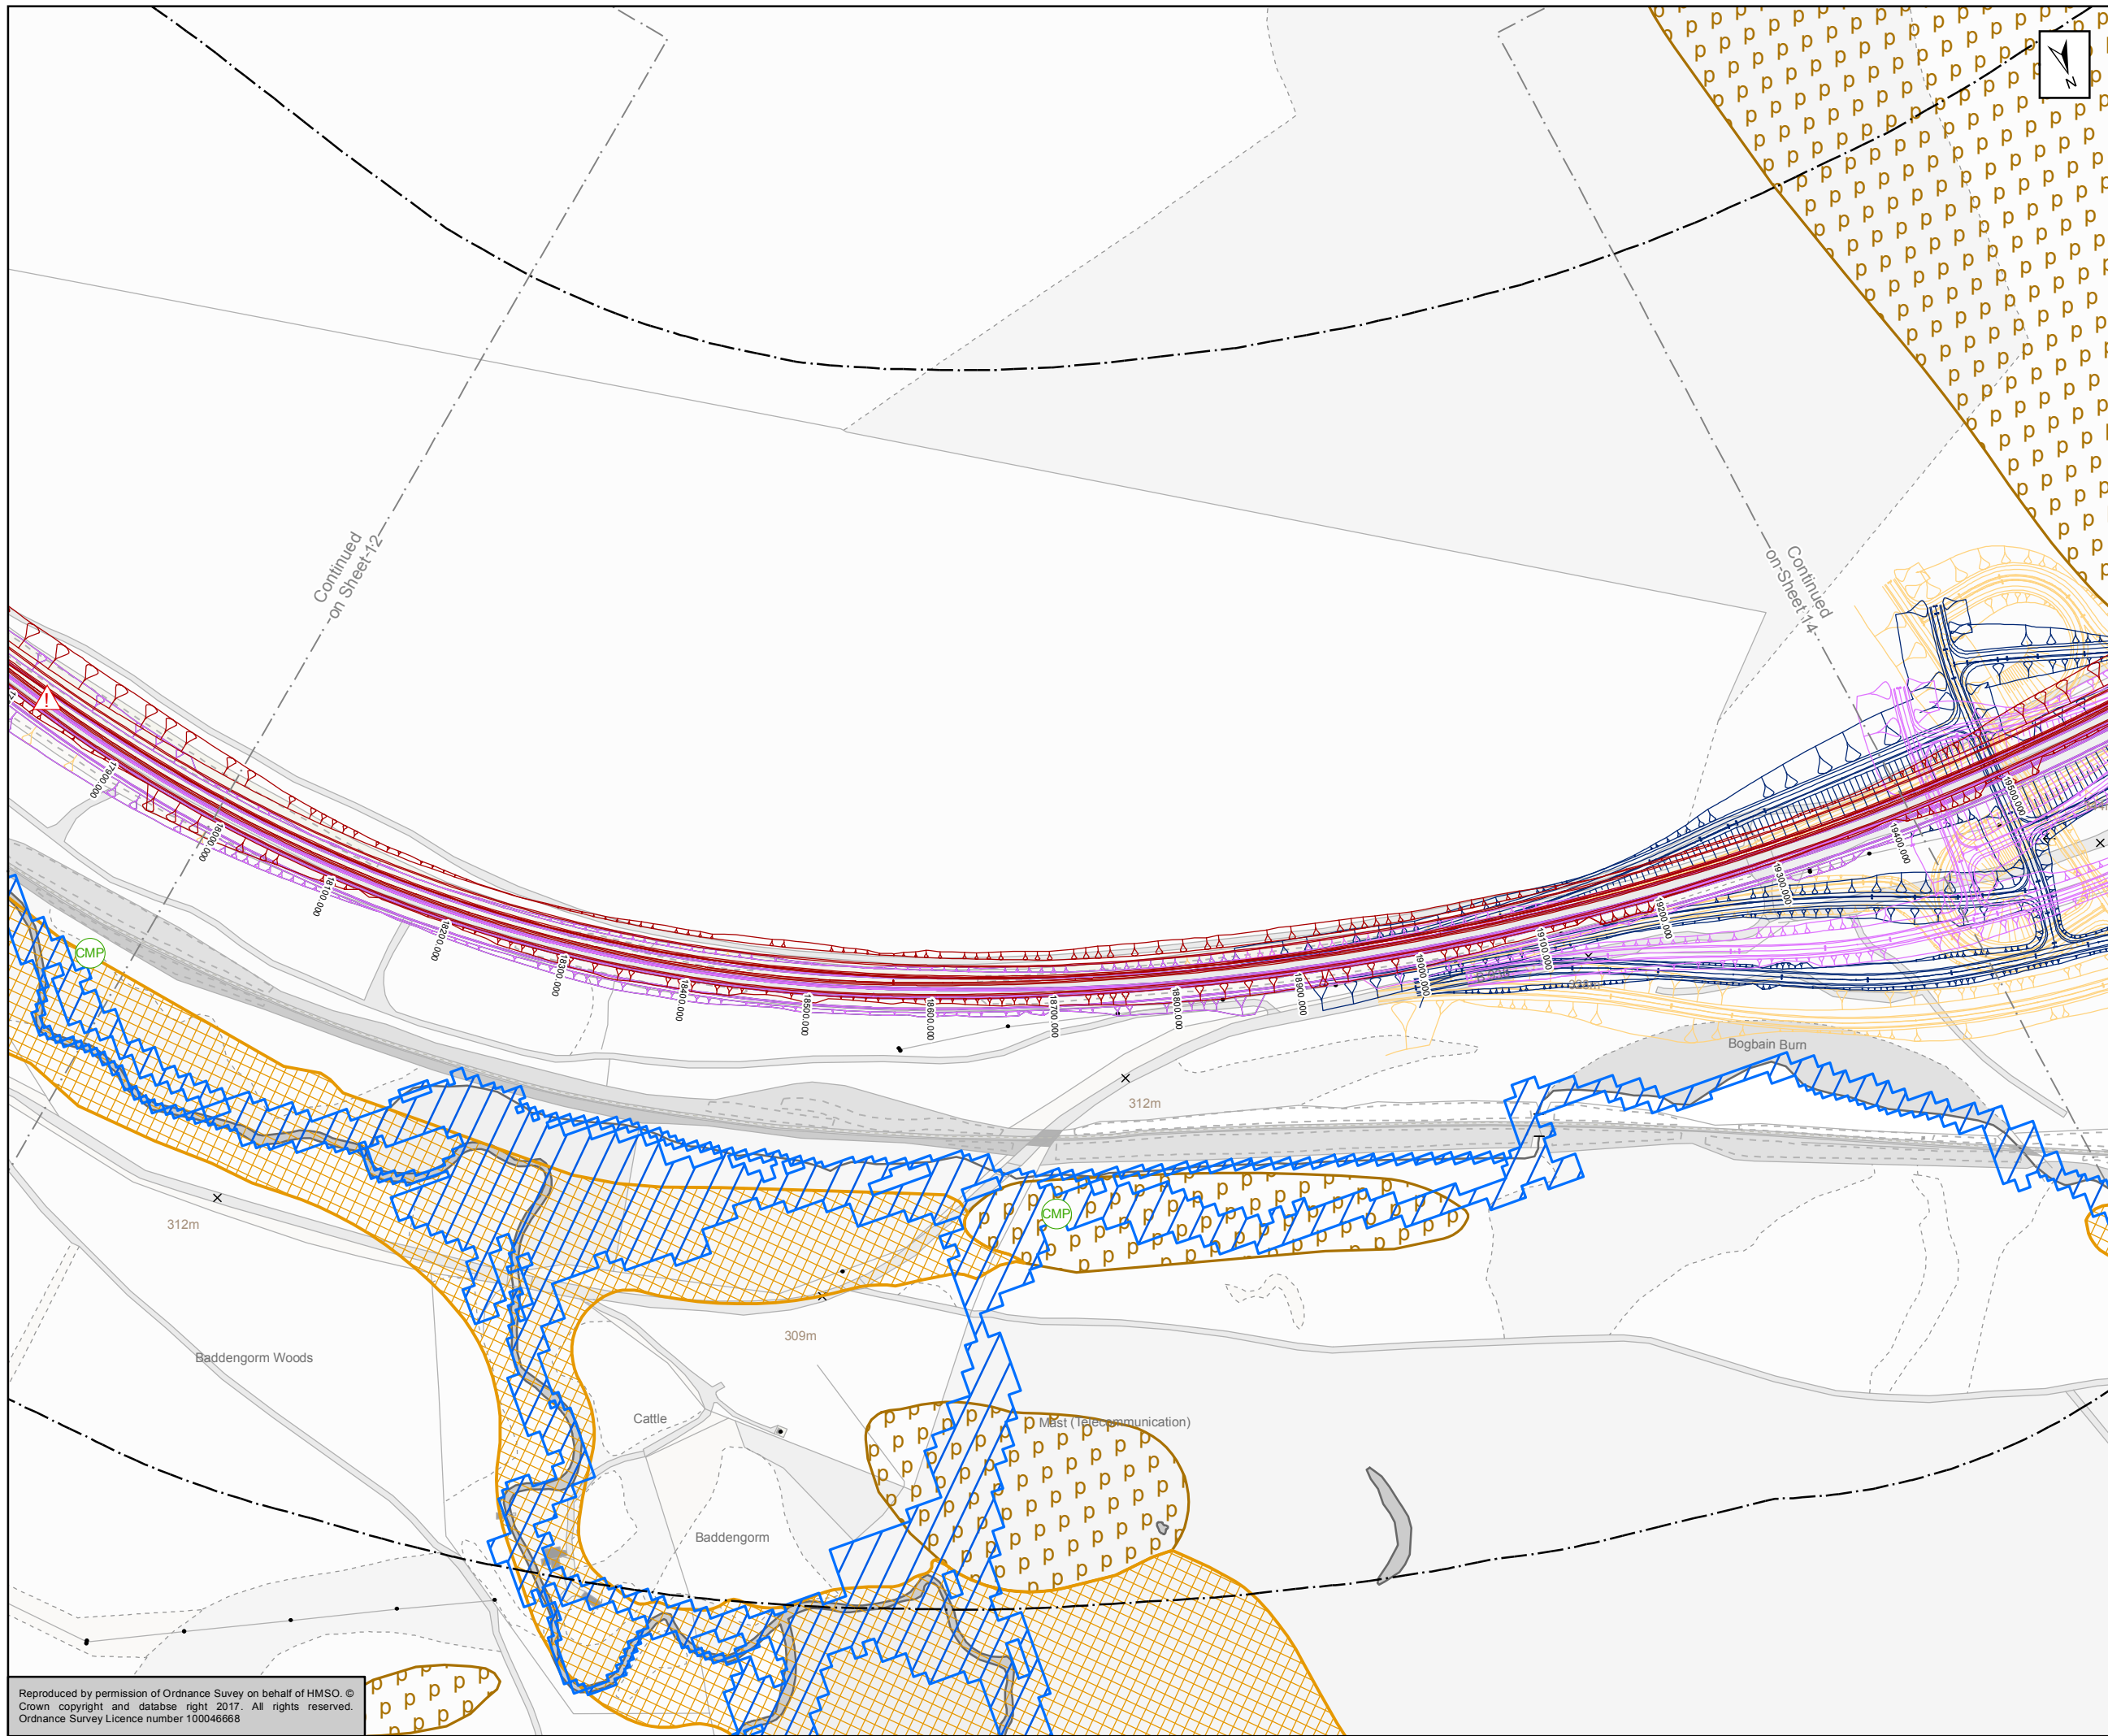 N
Continued
on Sheet 12
Continued
on Sheet 14
17900.000
18000.000
18100.000
18200.000
18300.000
18400.000
18500.000
18600.000
18700.000
18800.000
18900.000
19000.000
19100.000
19200.000
19300.000
19400.000
19500.000
CMP
Bogbain Burn
312m
CMP
312m
309m
Baddengorm Woods
Cattle
Mast (Telecommunication)
Baddengorm
Reproduced by permission of Ordnance Suvey on behalf of HMSO. ©
Crown copyright and databse right 2017. All rights reserved.
Ordnance Survey Licence number 100046668